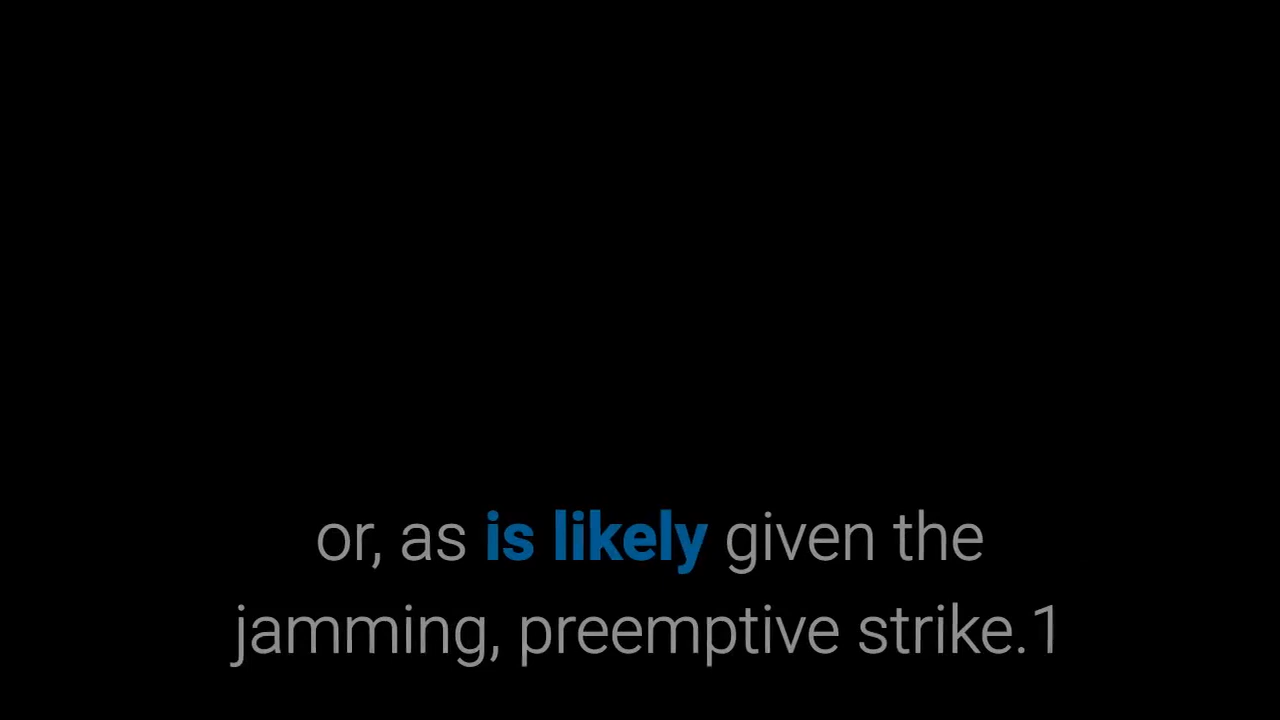 or, as is likely given the
jamming, preemptive strike.1